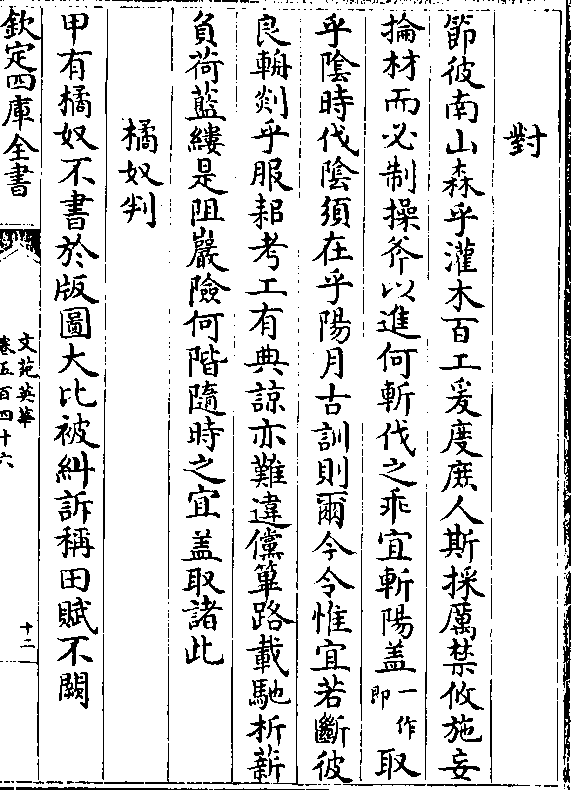 對
節彼南山森乎灌木百工爰度庶人斯採厲禁攸施妄
掄材而必制操斧以進何斬伐之乖宜斬陽蓋一作即取
乎陰時伐陰須在乎陽月古訓則爾今令惟宜若斷彼
良輈剡乎服耜考工有典諒亦難違儻篳路載馳析薪
負荷藍縷是阻巖險何階隨時之宜蓋取諸此
橘奴判
甲有橘奴不書於版圖大比被糾訴稱田賦不闕
欽定四庫全書
文苑英華
卷五百四十六
十二